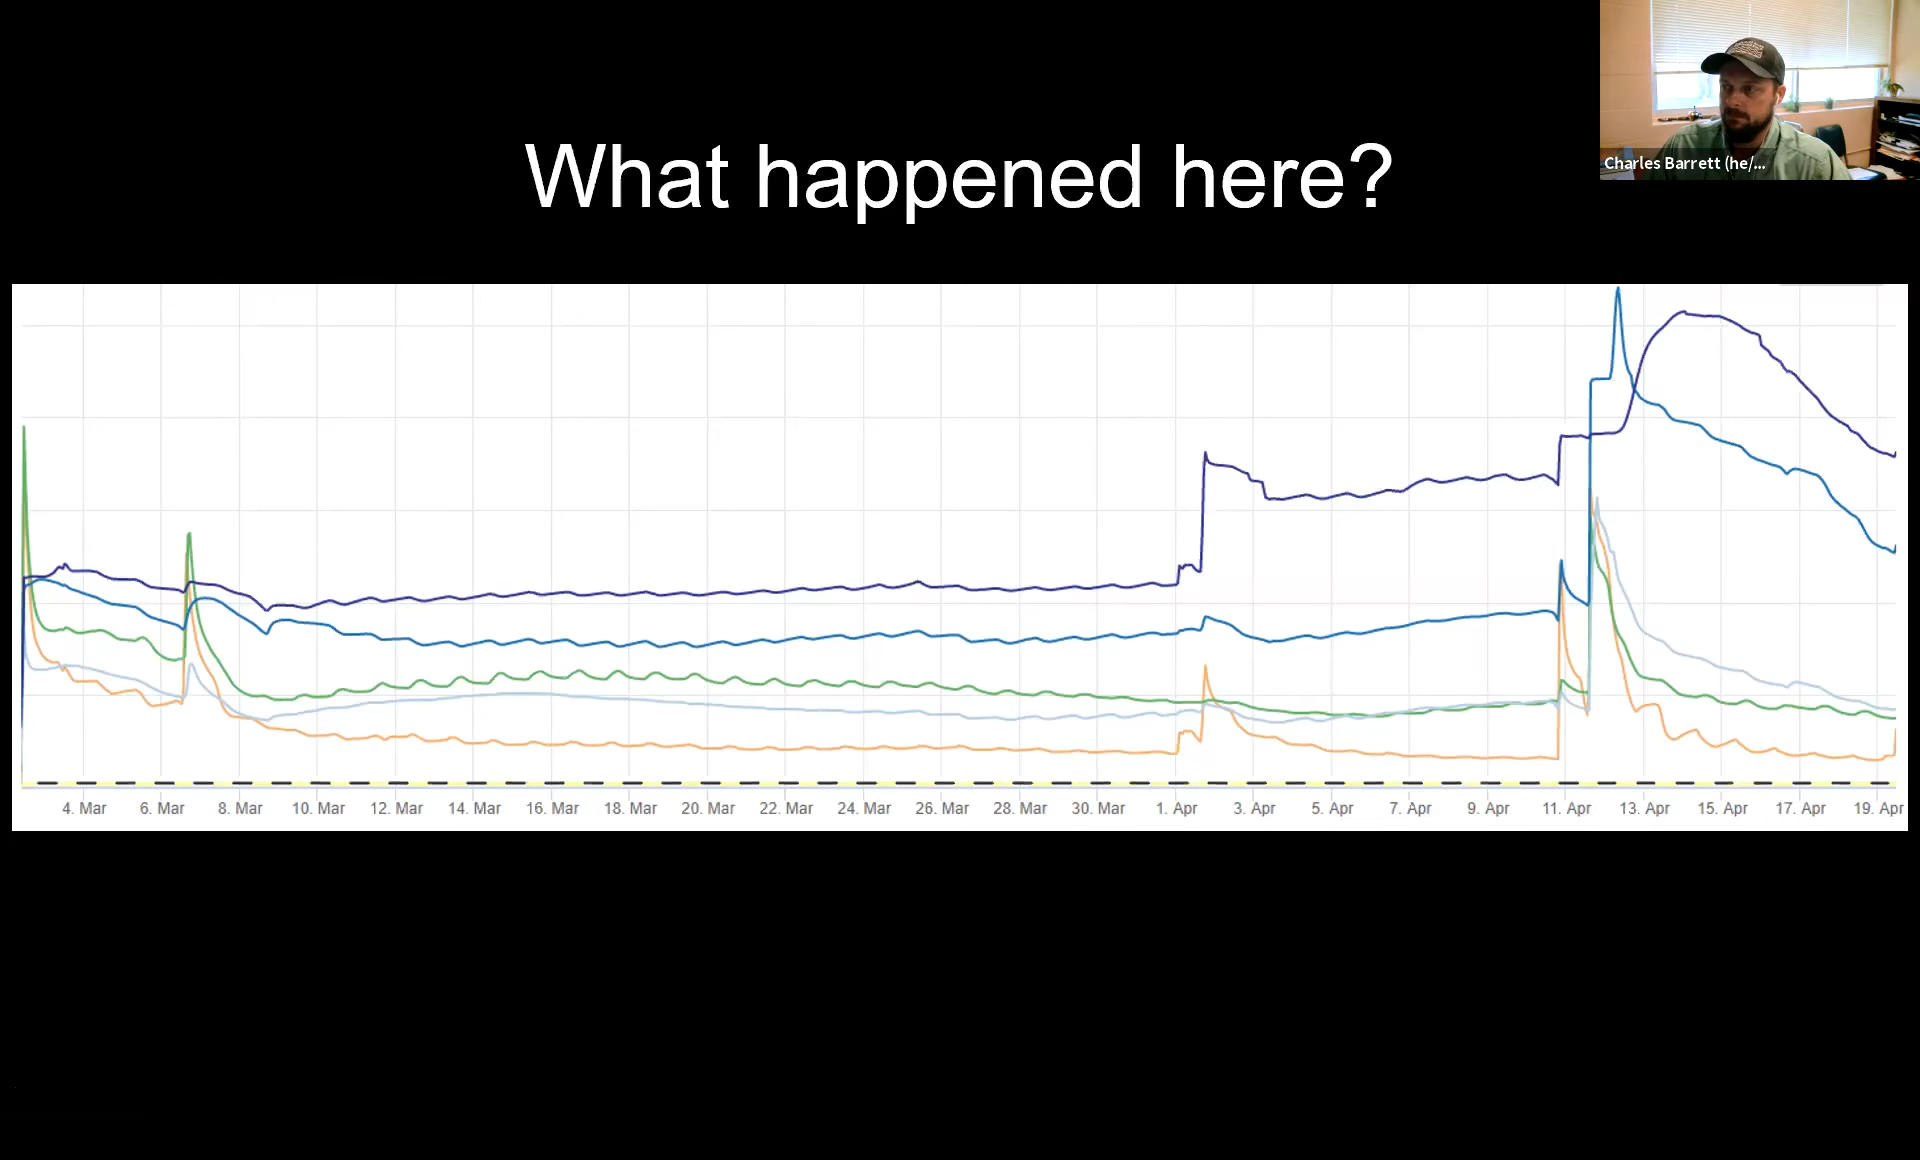 What happened here?
Charles Barrett (he/...
4. Mar 6. Mar 8. Mar 10. Mar 12. Mar 14. Mar 16. Mar 18. Mar 20. Mar 22. Mar 24. Mar 26. Mar 28. Mar 30. Mar 1. Apr 3. Apr 5. Apr 7. Apr 9. Apr 11. Apr 13. Apr 15. Apr 17. Apr 19. Apr